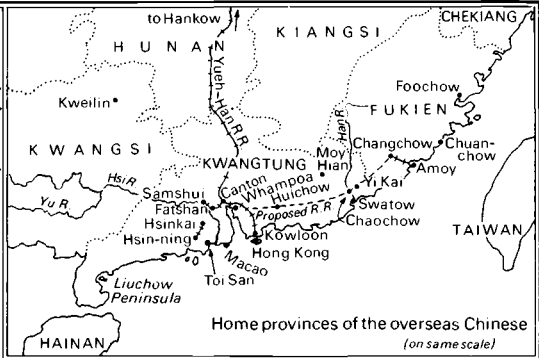 to Hankow
CHEKIANG
HUNAN
KIANGSI
Yueh-Han RR
Foochow
Kweilin
FUKIEN
Han R
Changchow
Chuan-
chow
KWANGSI
KWANGTUNG
Moy
Hian
Amoy
Hsi R
Canton
Yi Kai
Samshui
Whampoa
Yu R.
Fatshan
Huichow
Swatow
Hsinkai
Proposed R.R
Chaochow
TAIWAN
Hsin-ning
Kowloon
Hong Kong
Macao
Liuchow
Peninsula
Toi San
HAINAN
Home provinces of the overseas Chinese
(on same scale)